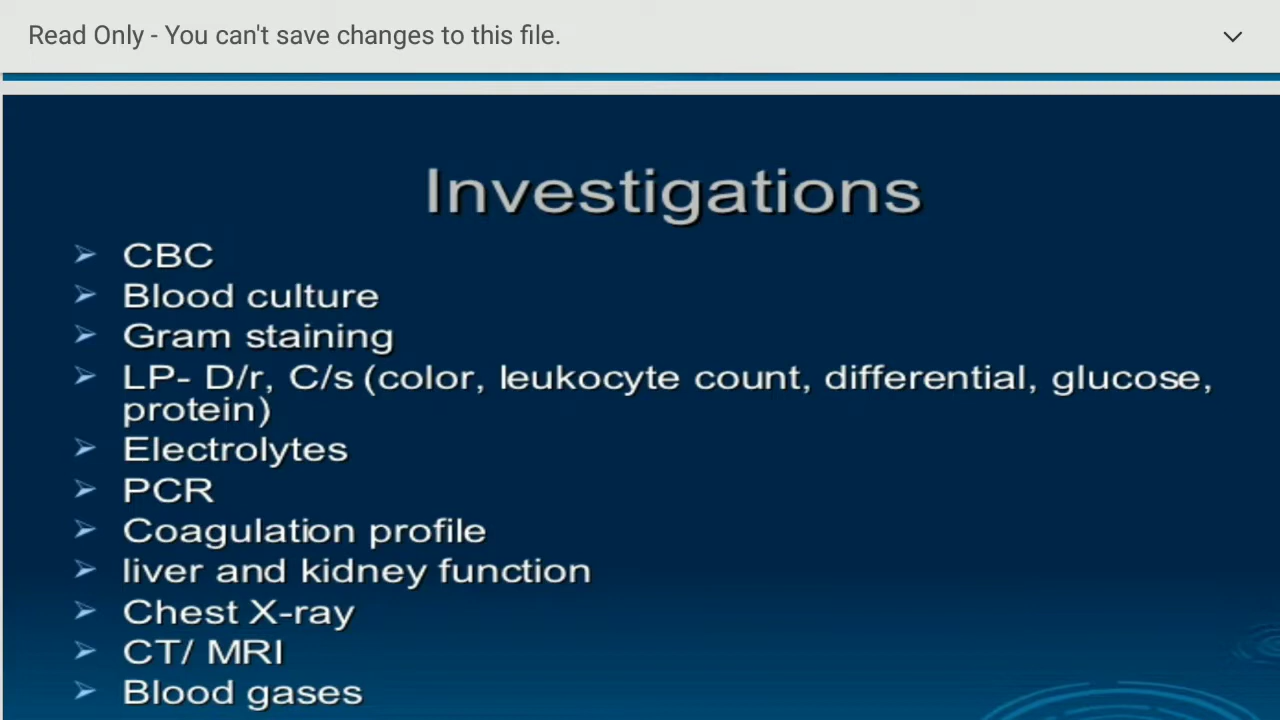 Read Only - You can't save changes to this file.
Investigations
CBC
Blood culture
Gram staining
LP- D/r, C/s (color, leukocyte count, differential, glucose,
protein)
Electrolytes
PCR
Coagulation profile
liver and kidney function
Chest X-ray
CT/ MRI
Blood gases